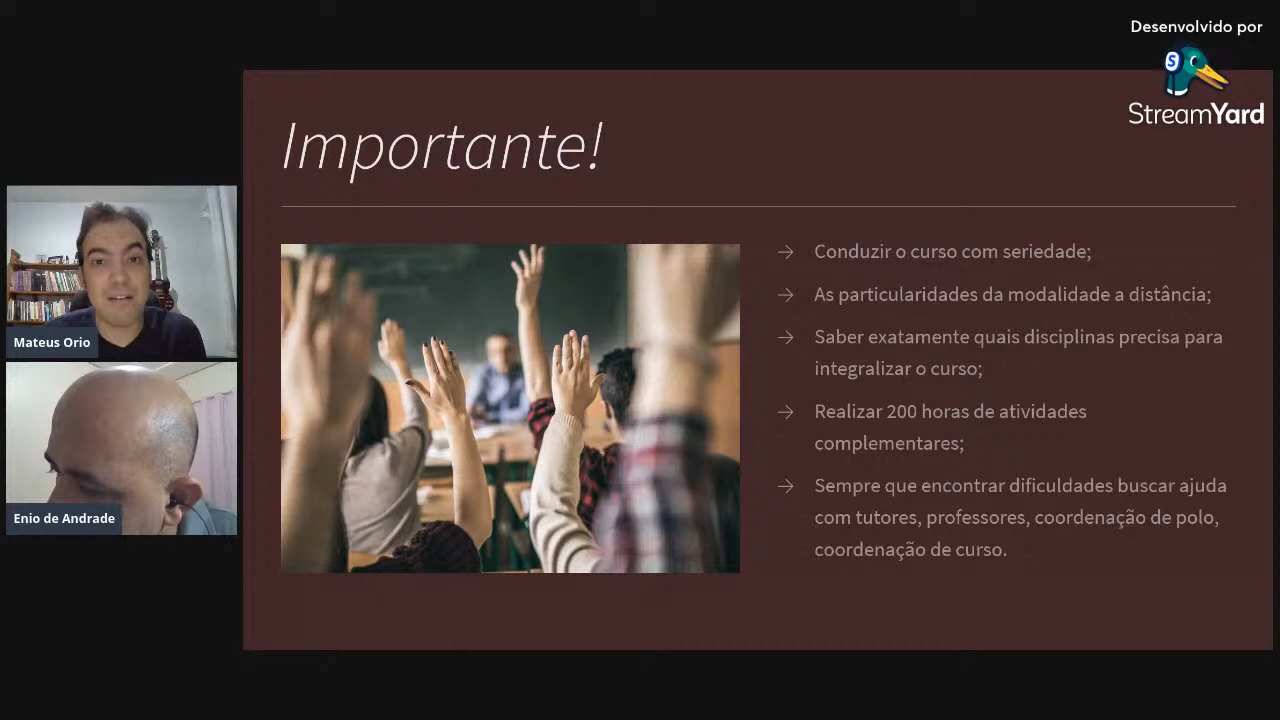 Desenvolvido por
StreamYard
Importante!
Mateus Orio
Enio de Andrade
→ Conduzir o curso com seriedade;
→ As particularidades da modalidade a distância;
→ Saber exatamente quais disciplinas precisa para
integralizar o curso;
→ Realizar 200 horas de atividades
complementares;
→ Sempre que encontrar dificuldades buscar ajuda
com tutores, professores, coordenação de polo,
coordenação de curso.